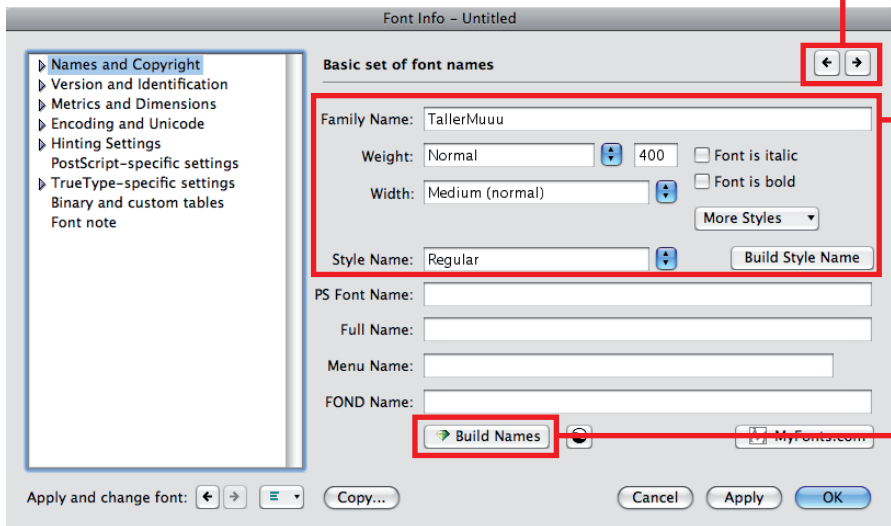 Font Info – Untitled
Names and Copyright
Version and Identification
Metrics and Dimensions
Encoding and Unicode
Hinting Settings
PostScript-specific settings
TrueType-specific settings
Binary and custom tables
Font note
Basic set of font names
Family Name: TallerMuuu
Weight: Normal 400 Font is italic
Font is bold
Width: Medium (normal)
More Styles
Style Name: Regular Build Style Name
PS Font Name:
Full Name:
Menu Name:
FOND Name:
Build Names MyFonts.com
Apply and change font: Copy... Cancel Apply OK